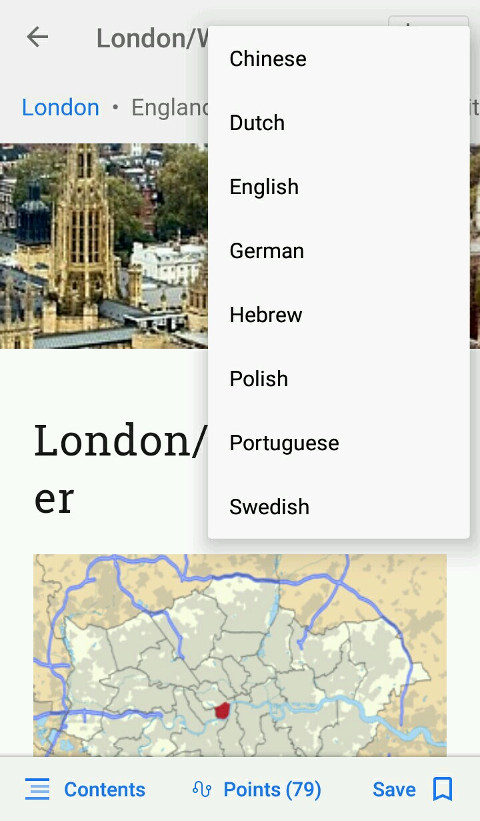 London/W
London • England
Chinese
Dutch
English
German
Hebrew
Polish
Portuguese
Swedish
London/
er
Contents
Points (79)
Save